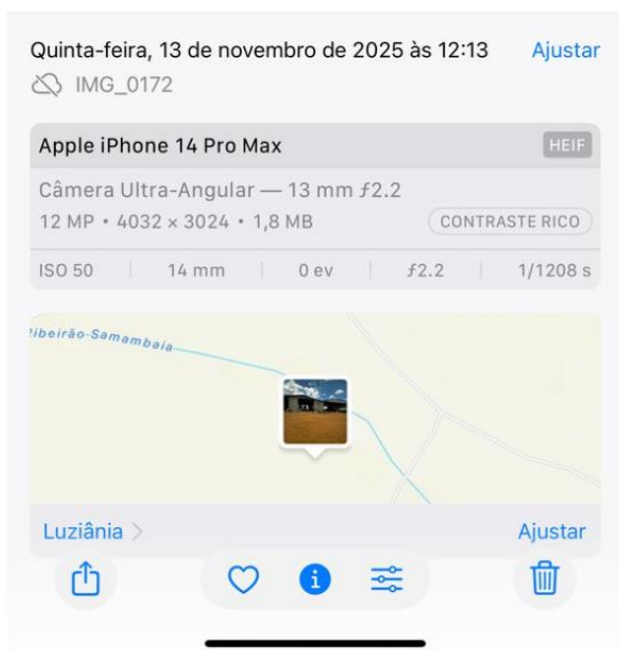 Quinta-feira, 13 de novembro de 2025 às 12:13 Ajustar
IMG_0172
Apple iPhone 14 Pro Max HEIF
Câmera Ultra-Angular — 13 mm ƒ2.2
12 MP • 4032 × 3024 • 1,8 MB CONTRASTE RICO
ISO 50 14 mm 0 ev ƒ2.2 1/1208 s
Ribeirão Samambaia
Luziânia Ajustar